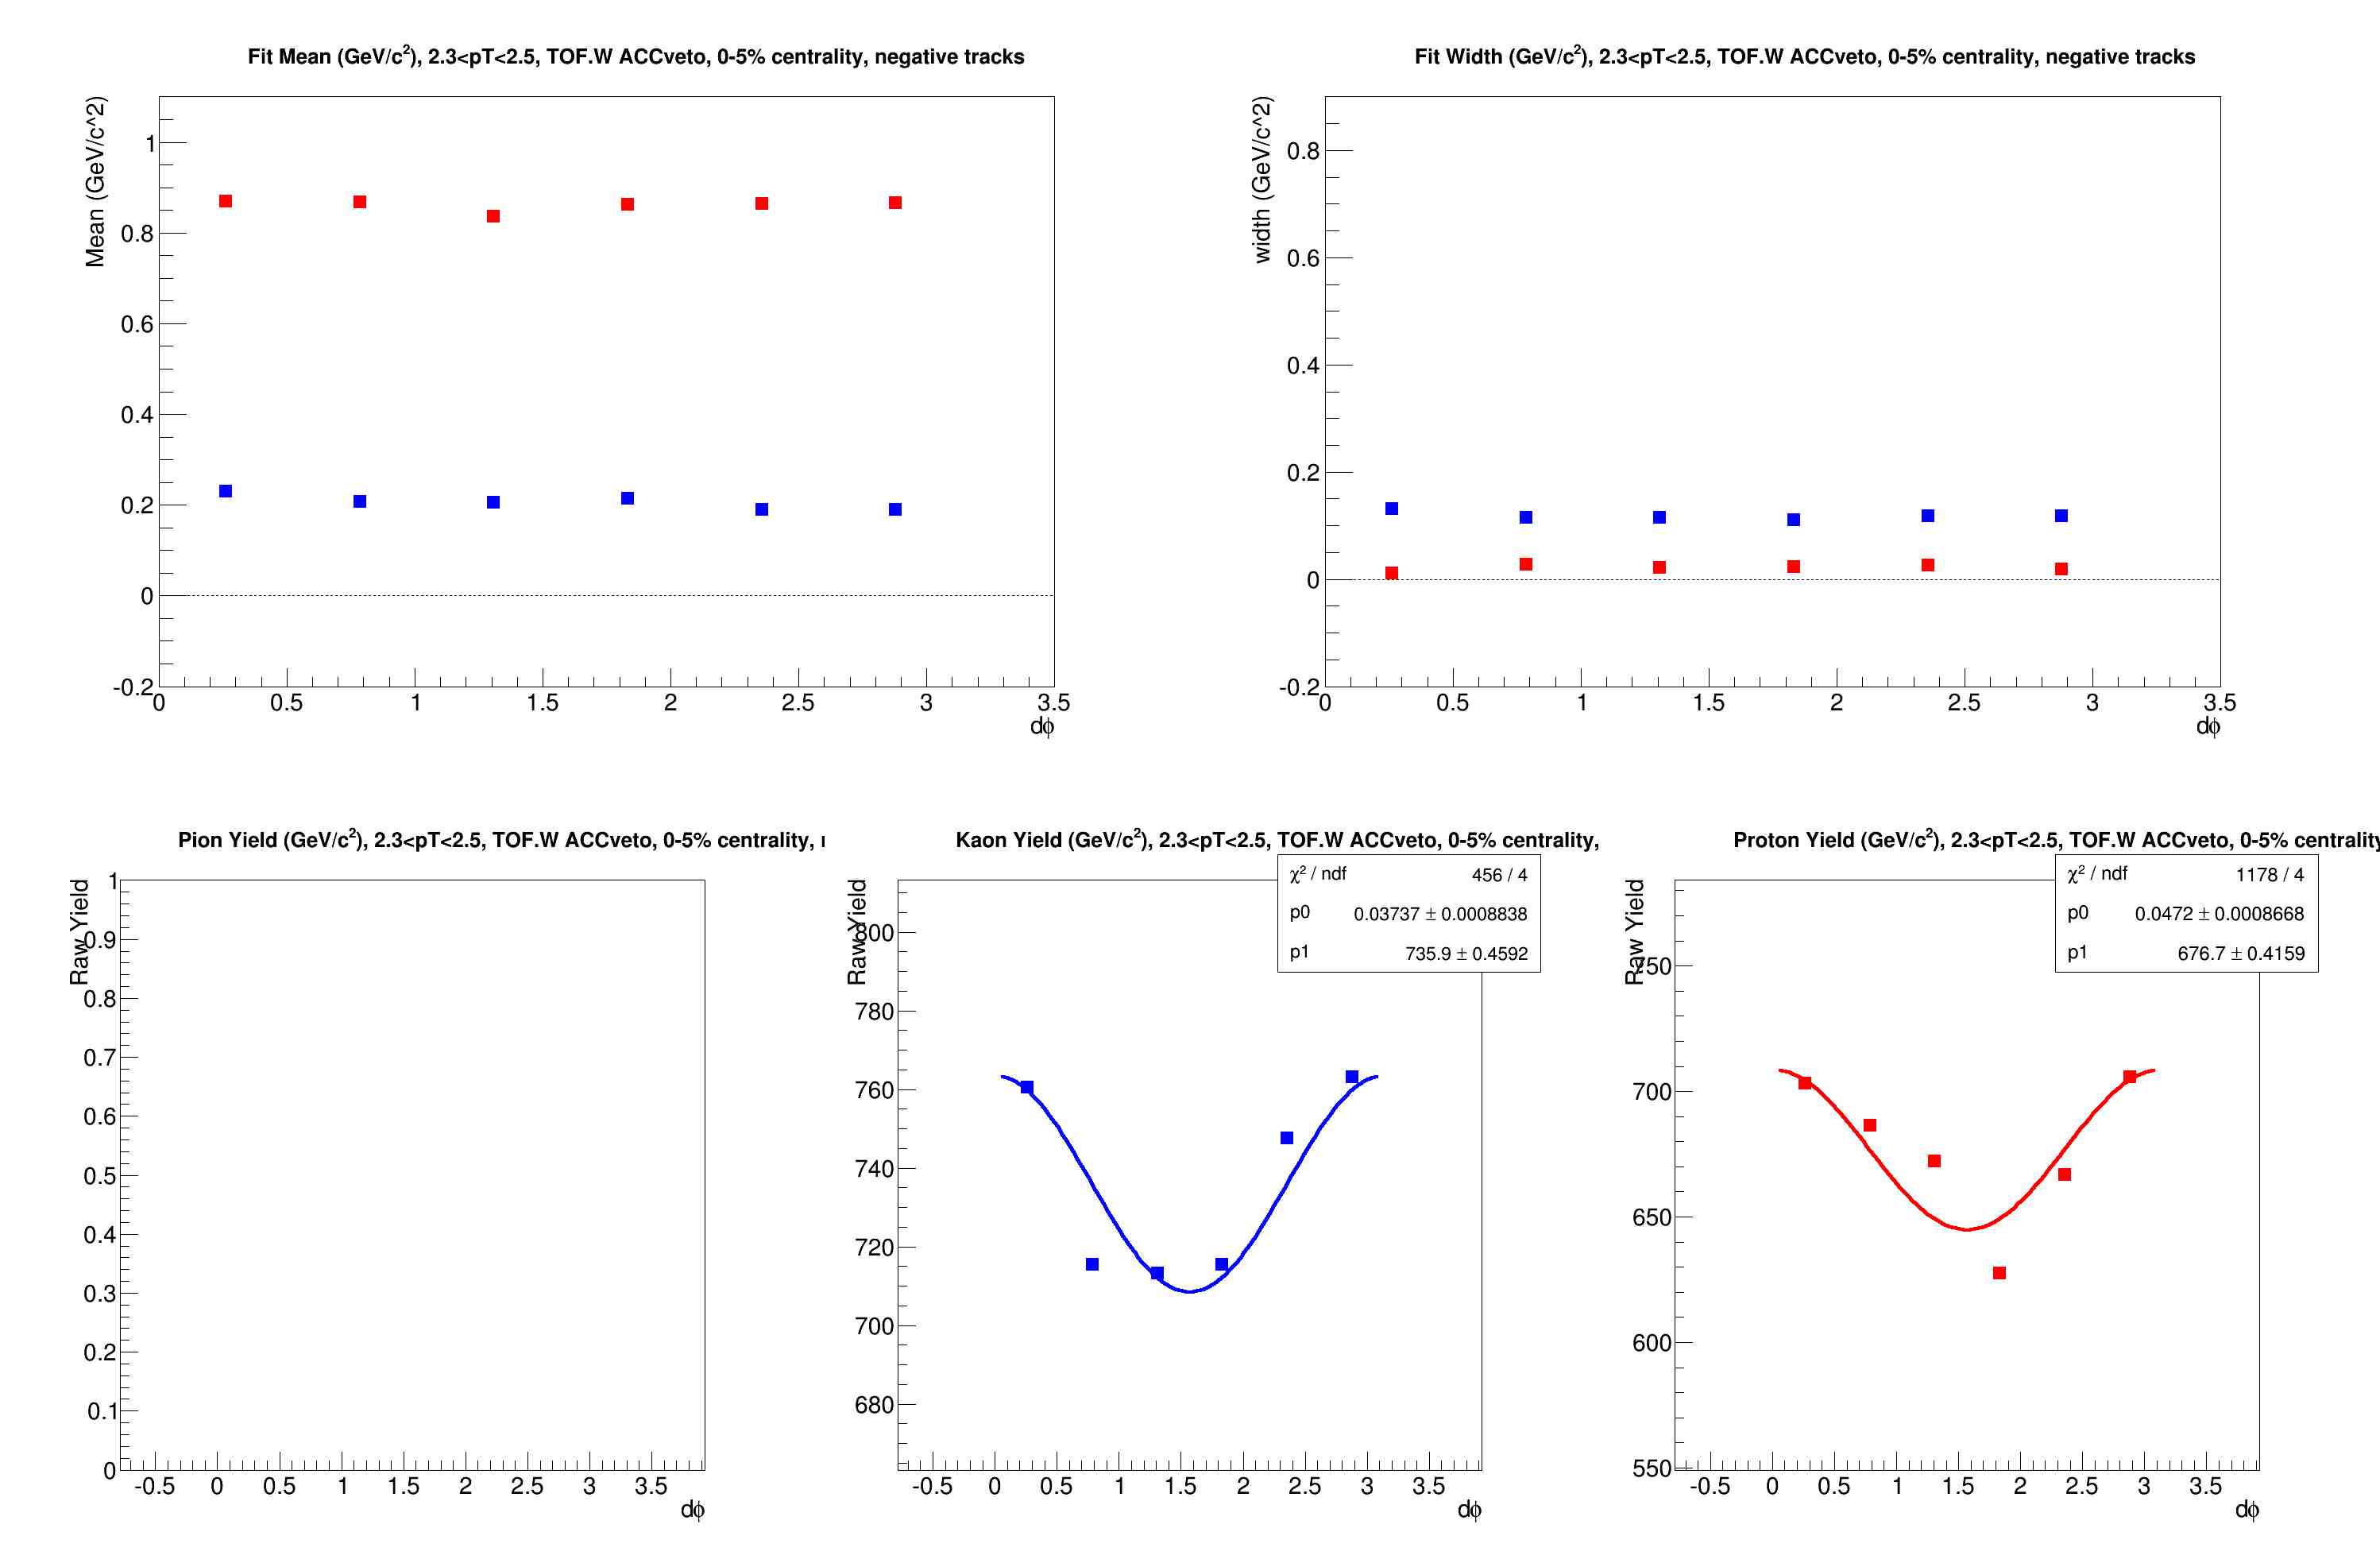 Fit Mean (GeV/c²), 2.3<pT<2.5, TOF.W ACCveto, 0-5% centrality, negative tracks
Mean (GeV/c^2)
1
0.8
0.6
0.4
0.2
0
-0.2
0 0.5 1 1.5 2 2.5 3 3.5
dϕ
Fit Width (GeV/c²), 2.3<pT<2.5, TOF.W ACCveto, 0-5% centrality, negative tracks
width (GeV/c^2)
0.8
0.6
0.4
0.2
0
-0.2
0 0.5 1 1.5 2 2.5 3 3.5
dϕ
Pion Yield (GeV/c²), 2.3<pT<2.5, TOF.W ACCveto, 0-5% centrality,
Raw Yield
1
0.9
0.8
0.7
0.6
0.5
0.4
0.3
0.2
0.1
0
-0.5 0 0.5 1 1.5 2 2.5 3 3.5
dϕ
Kaon Yield (GeV/c²), 2.3<pT<2.5, TOF.W ACCveto, 0-5% centrality,
χ² / ndf 456 / 4
p0 0.03737 ± 0.0008838
p1 735.9 ± 0.4592
Raw Yield
800
780
760
740
720
700
680
-0.5 0 0.5 1 1.5 2 2.5 3 3.5
dϕ
Proton Yield (GeV/c²), 2.3<pT<2.5, TOF.W ACCveto, 0-5% centrality
χ² / ndf 1178 / 4
p0 0.0472 ± 0.0008668
p1 676.7 ± 0.4159
Raw Yield
750
700
650
600
550
-0.5 0 0.5 1 1.5 2 2.5 3 3.5
dϕ